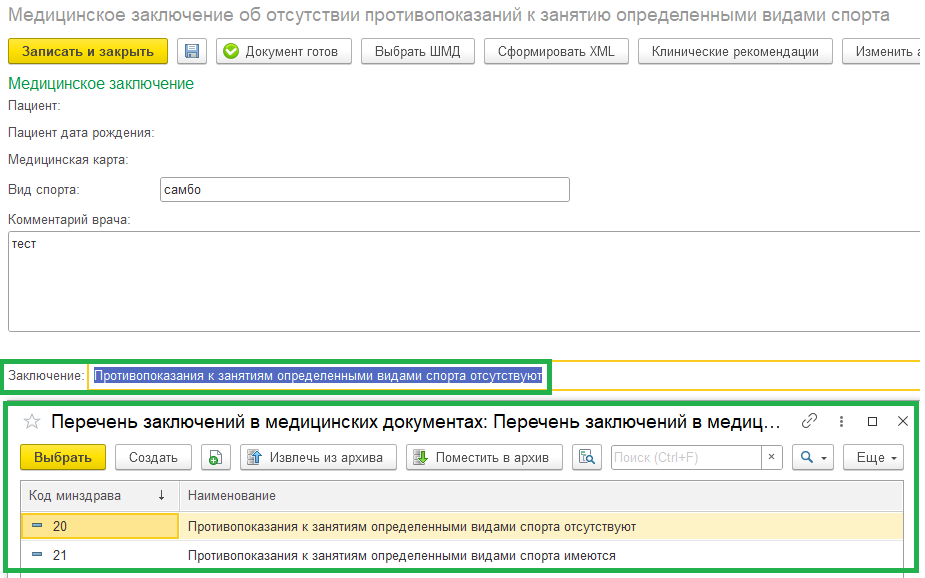 Медицинское заключение об отсутствии противопоказаний к занятию определенными видами спорта
Записать и закрыть Документ готов Выбрать ШМД Сформировать XML Клинические рекомендации Изменить а
Медицинское заключение
Пациент:
Пациент дата рождения:
Медицинская карта:
Вид спорта: самбо
Комментарий врача:
тест
Заключение: Противопоказания к занятиям определенными видами спорта отсутствуют
Перечень заключений в медицинских документах: Перечень заключений в медиц...
Выбрать Создать Извлечь из архива Поместить в архив Поиск (Ctrl+F) × Еще
Код минздрава ↓ Наименование
20 Противопоказания к занятиям определенными видами спорта отсутствуют
21 Противопоказания к занятиям определенными видами спорта имеются